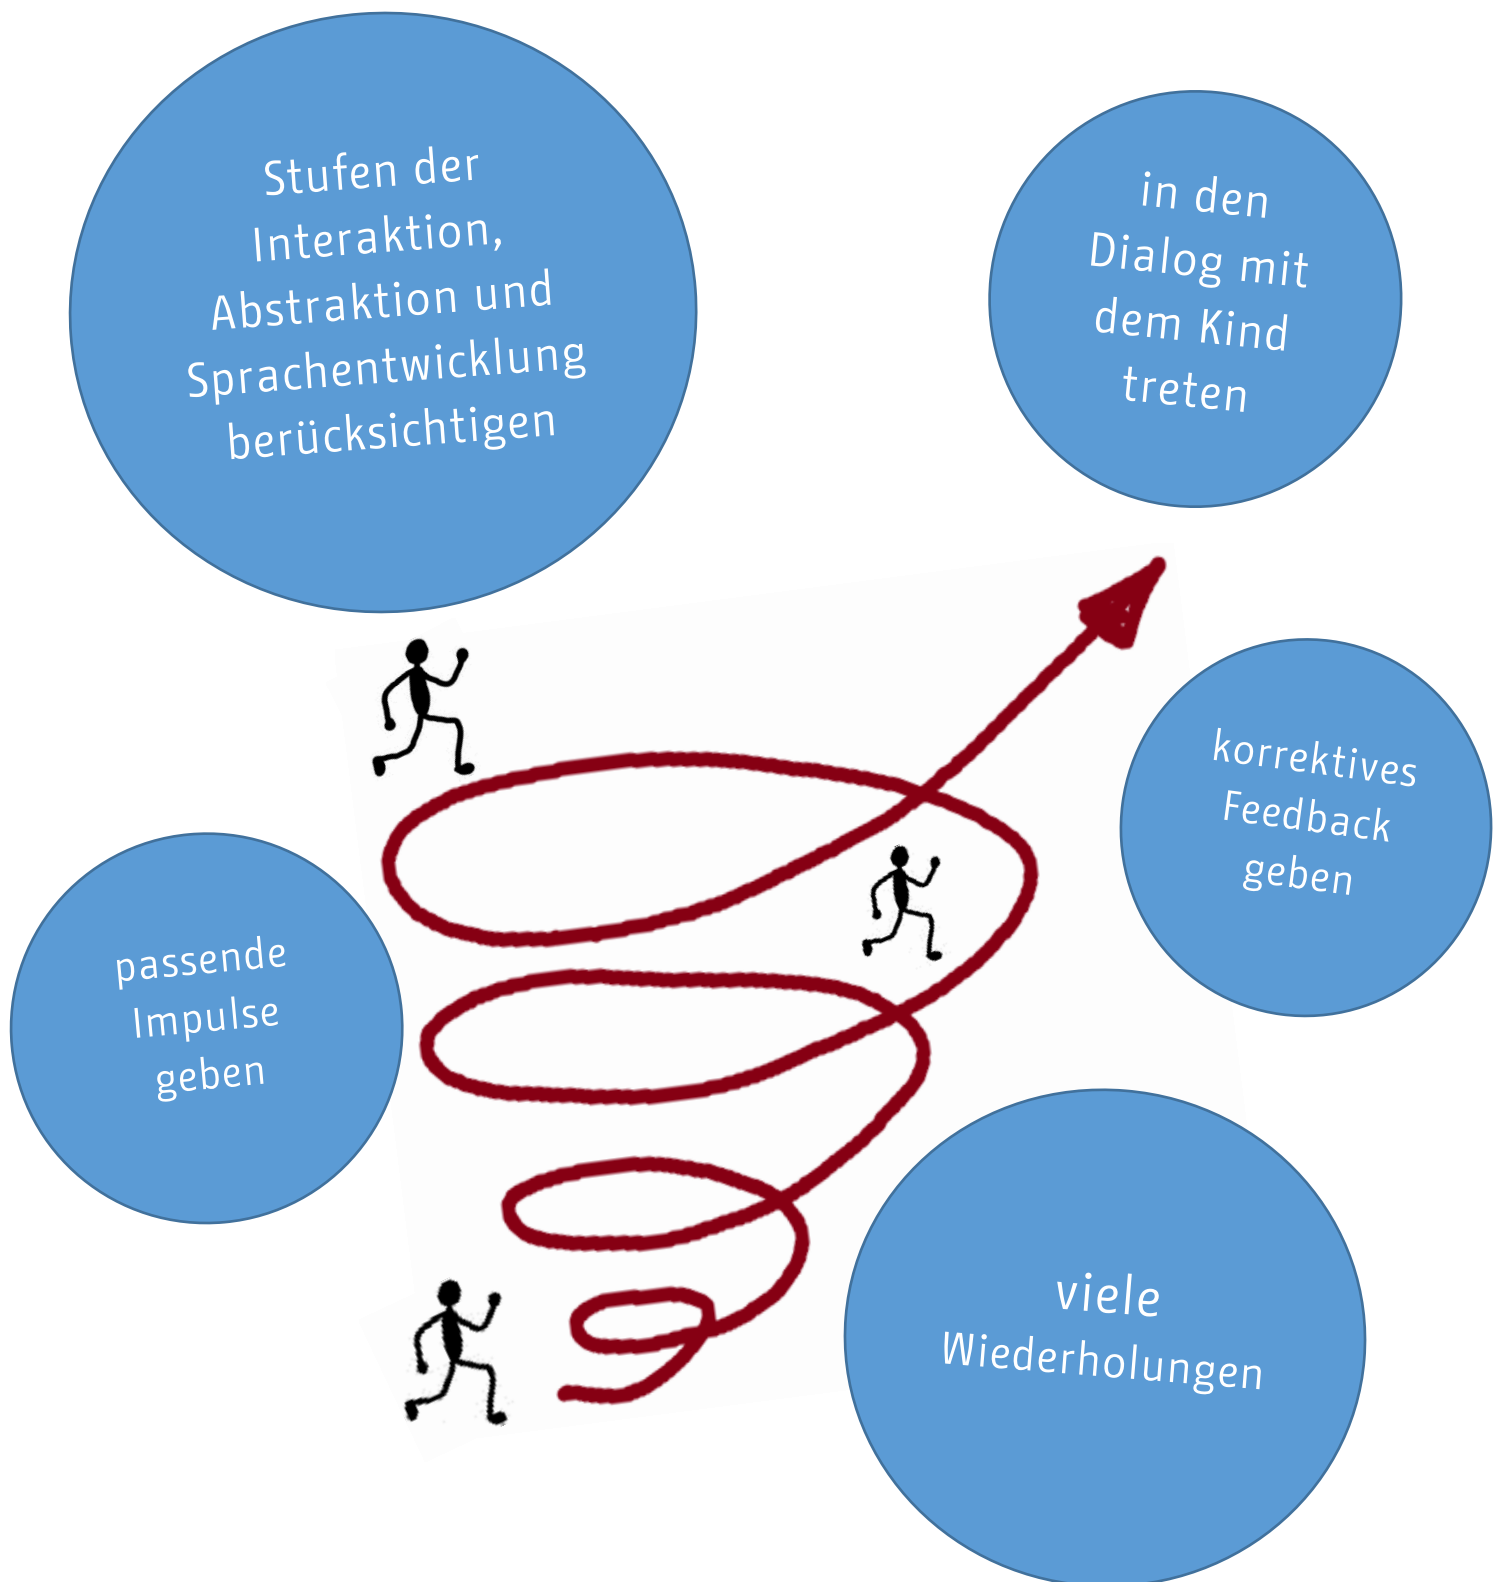 Stufen der
Interaktion,
Abstraktion und
Sprachentwicklung
berücksichtigen
in den
Dialog mit
dem Kind
treten
korrektives
Feedback
geben
passende
Impulse
geben
viele
Wiederholungen